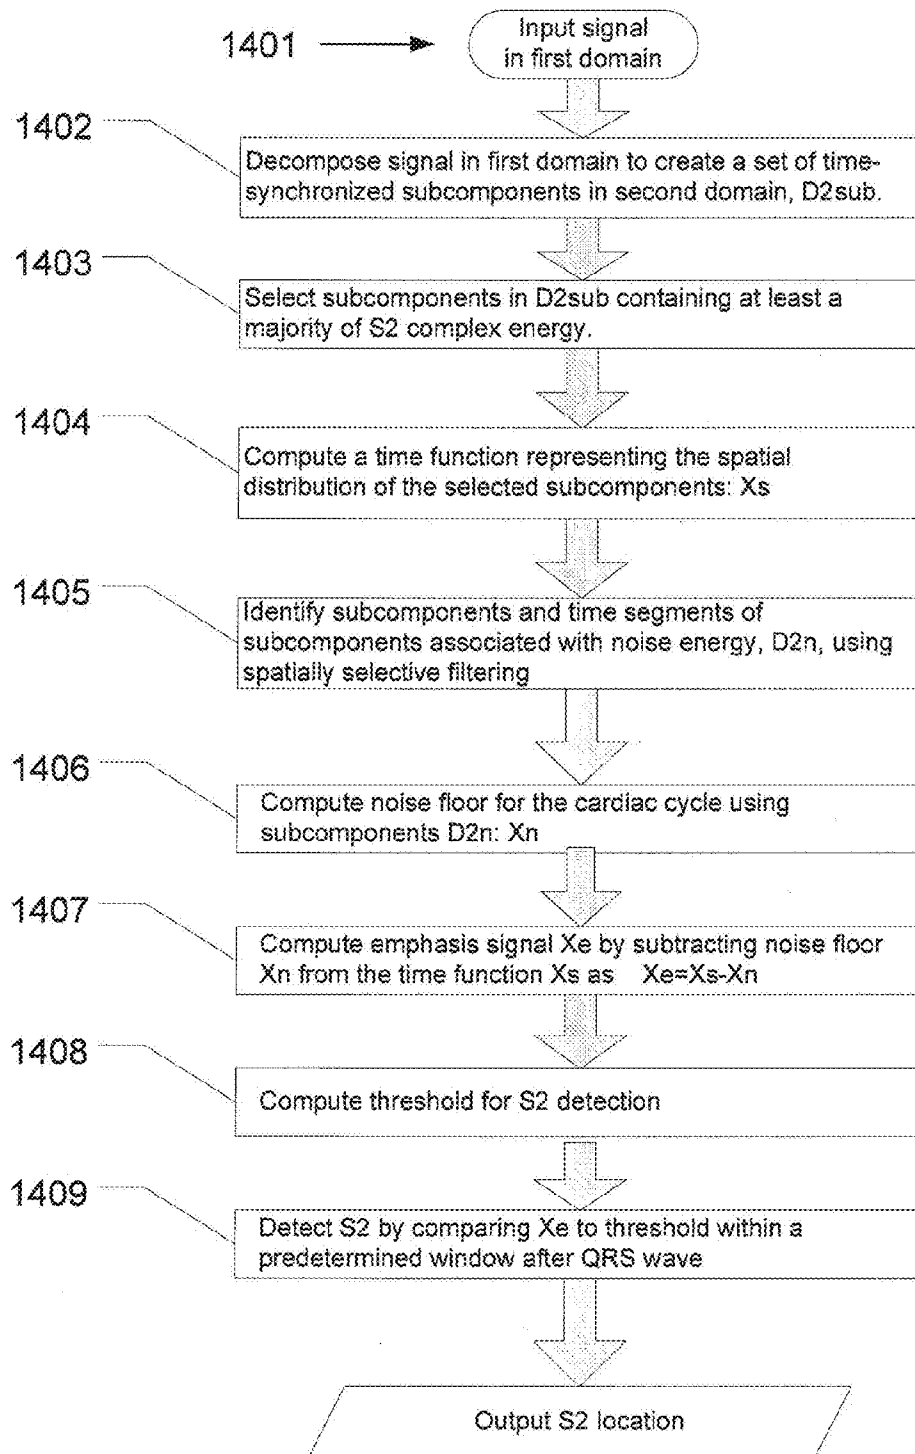 1401
Input signal
in first domain
1402
Decompose signal in first domain to create a set of time-
synchronized subcomponents in second domain, D2sub.
1403
Select subcomponents in D2sub containing at least a
majority of S2 complex energy.
1404
Compute a time function representing the spatial
distribution of the selected subcomponents: Xs
1405
Identify subcomponents and time segments of
subcomponents associated with noise energy, D2n, using
spatially selective filtering
1406
Compute noise floor for the cardiac cycle using
subcomponents D2n: Xn
1407
Compute emphasis signal Xe by subtracting noise floor
Xn from the time function Xs as Xe=Xs-Xn
1408
Compute threshold for S2 detection
1409
Detect S2 by comparing Xe to threshold within a
predetermined window after QRS wave
Output S2 location